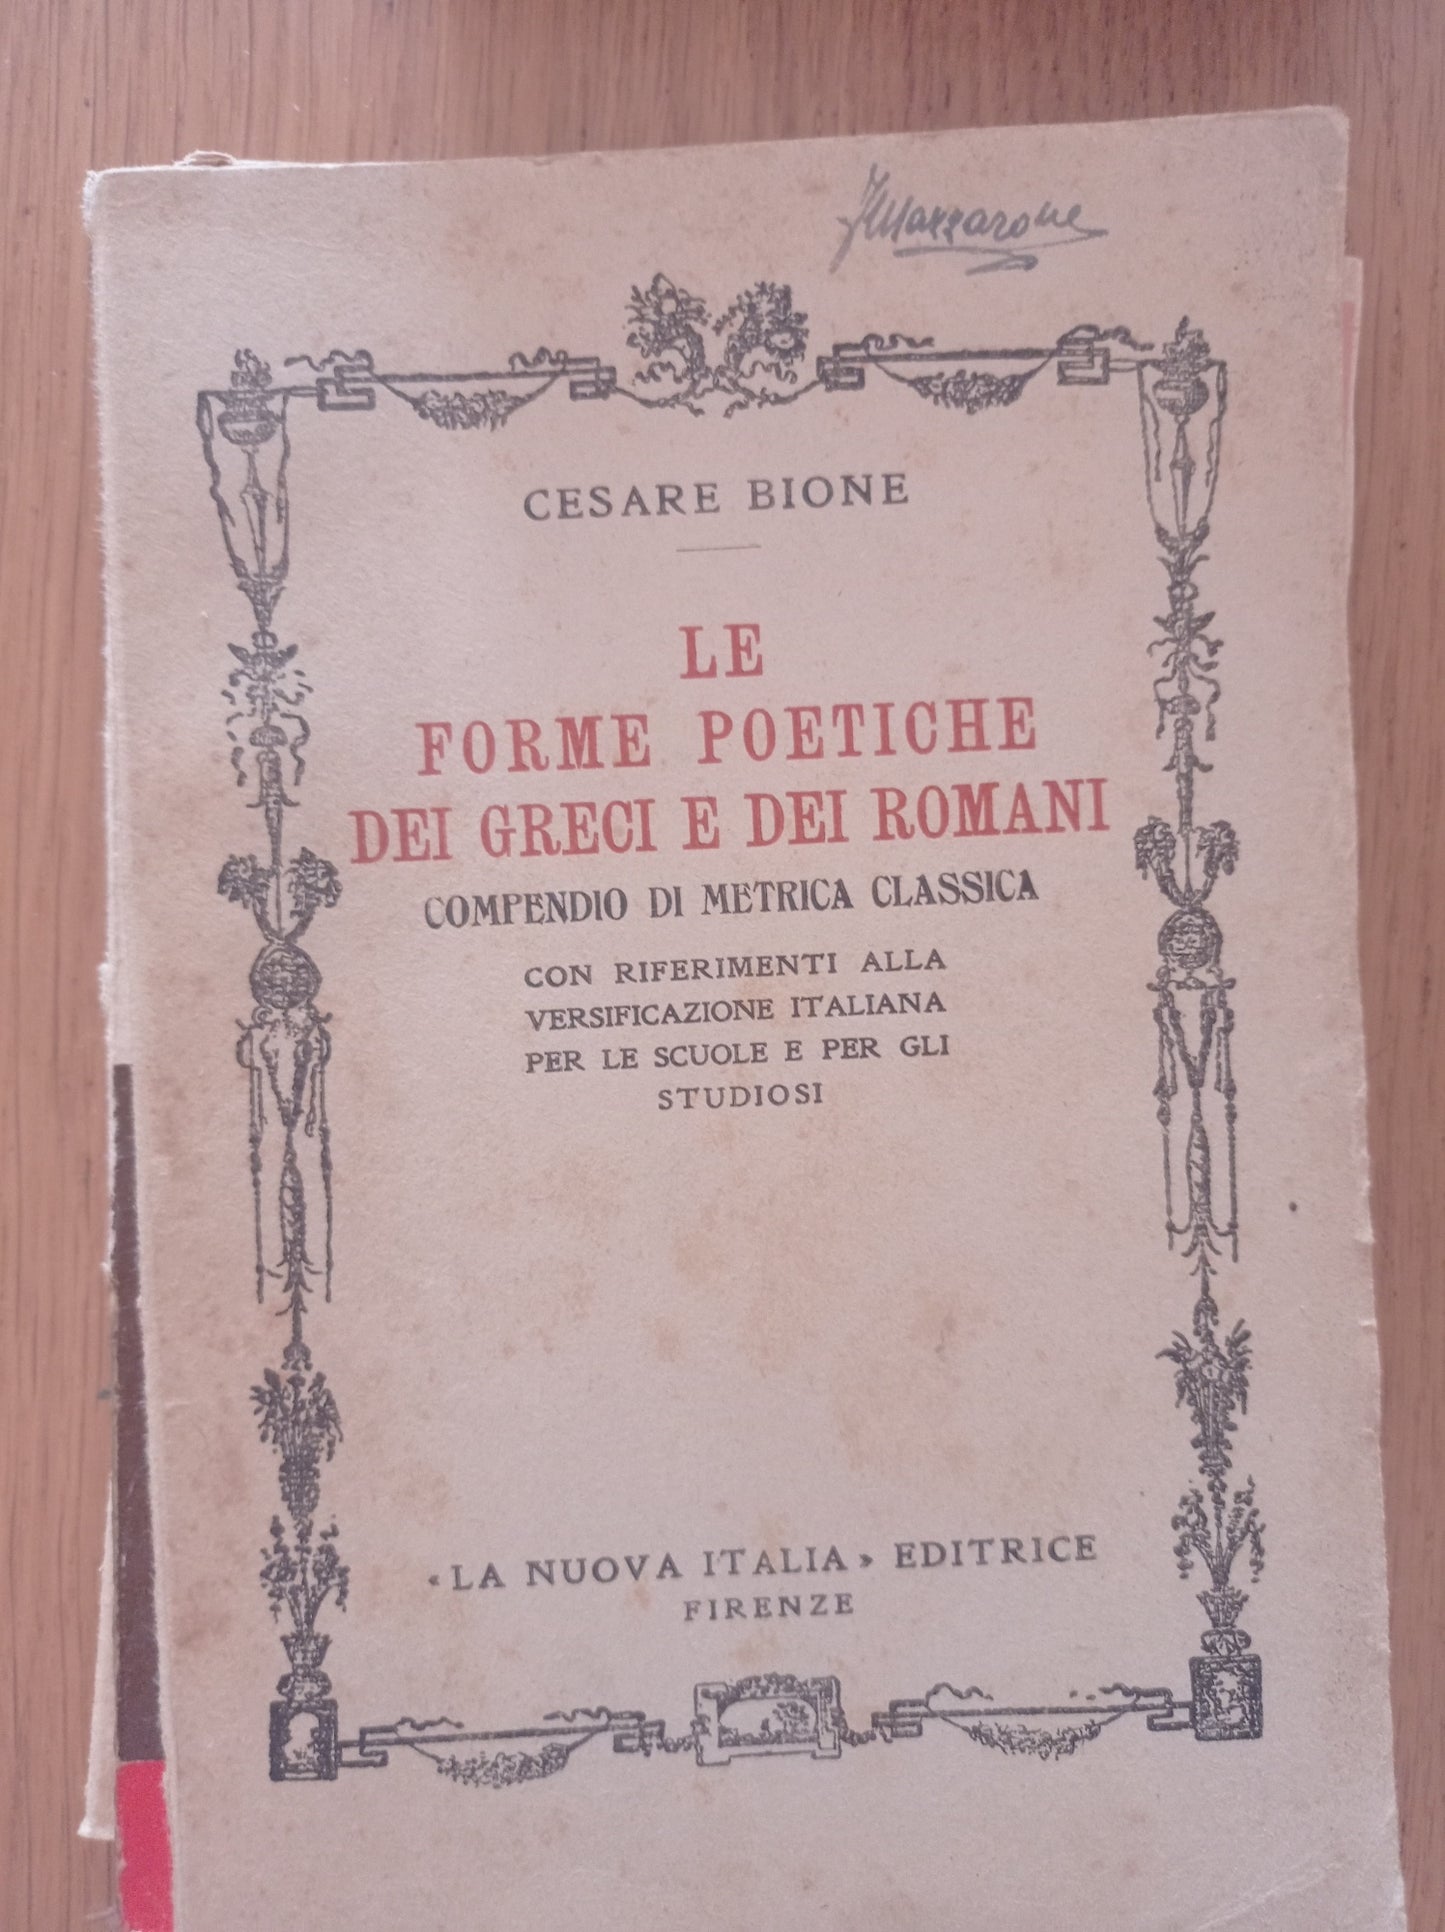 Mazzarone
CESARE BIONE
LE
FORME POETICHE
DEI GRECI E DEI ROMANI
COMPENDIO DI METRICA CLASSICA
CON RIFERIMENTI ALLA
VERSIFICAZIONE ITALIANA
PER LE SCUOLE E PER GLI
STUDIOSI
«LA NUOVA ITALIA» EDITRICE
FIRENZE